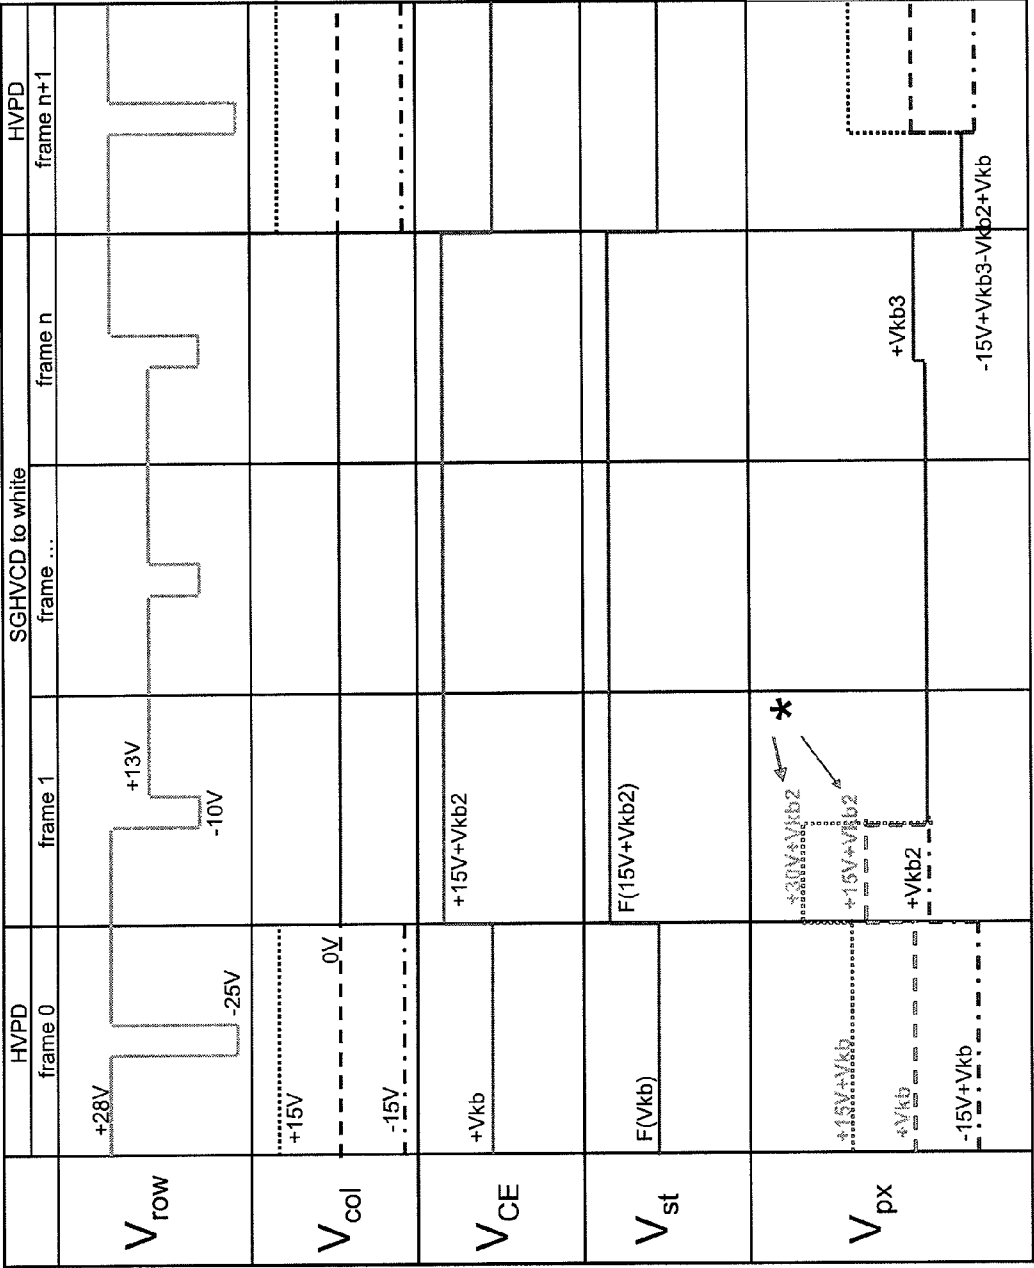 HVPD
SGHVCD to white
HVPD
frame 0
frame 1
frame ...
frame n
frame n+1
Vrow
+28V
-25V
+13V
-10V
Vcol
+15V
0V
-15V
VCE
+Vkb
+15V+Vkb2
Vst
F(Vkb)
F(15V+Vkb2)
Vpx
+15V+Vkb
+Vkb
-15V+Vkb
+30V+Vkb2
+15V+Vkb2
+Vkb2
*
+Vkb3
-15V+Vkb3-Vkb2+Vkb